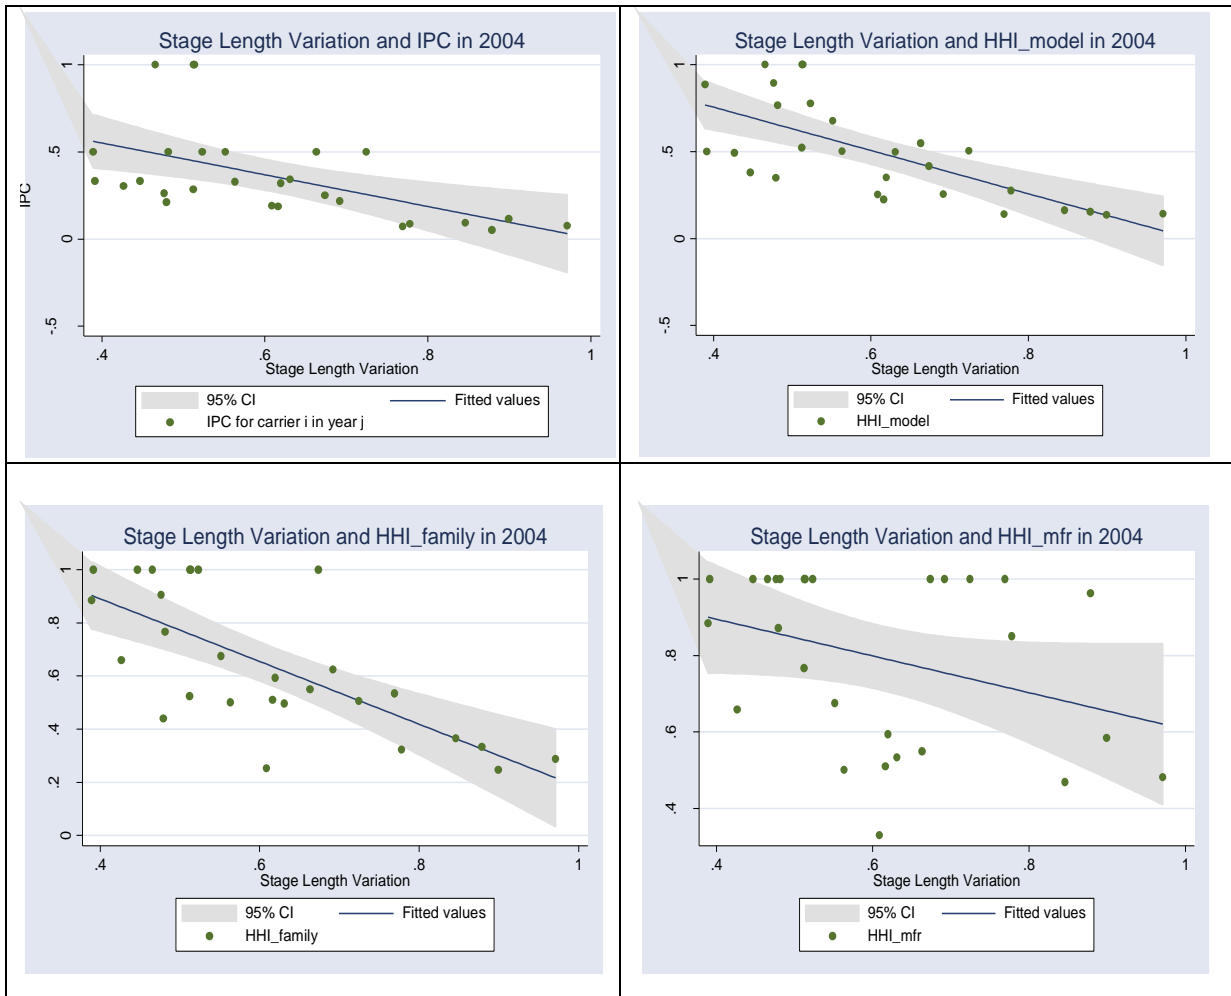 Stage Length Variation and IPC in 2004
1
.5
0
-.5
IPC
.4 .6 .8 1
Stage Length Variation
95% CI Fitted values
IPC for carrier i in year j
Stage Length Variation and HHI_model in 2004
1
.5
0
-.5
.4 .6 .8 1
Stage Length Variation
95% CI Fitted values
HHI_model
Stage Length Variation and HHI_family in 2004
1
.8
.6
.4
.2
0
.4 .6 .8 1
Stage Length Variation
95% CI Fitted values
HHI_family
Stage Length Variation and HHI_mfr in 2004
1
.8
.6
.4
.4 .6 .8 1
Stage Length Variation
95% CI Fitted values
HHI_mfr